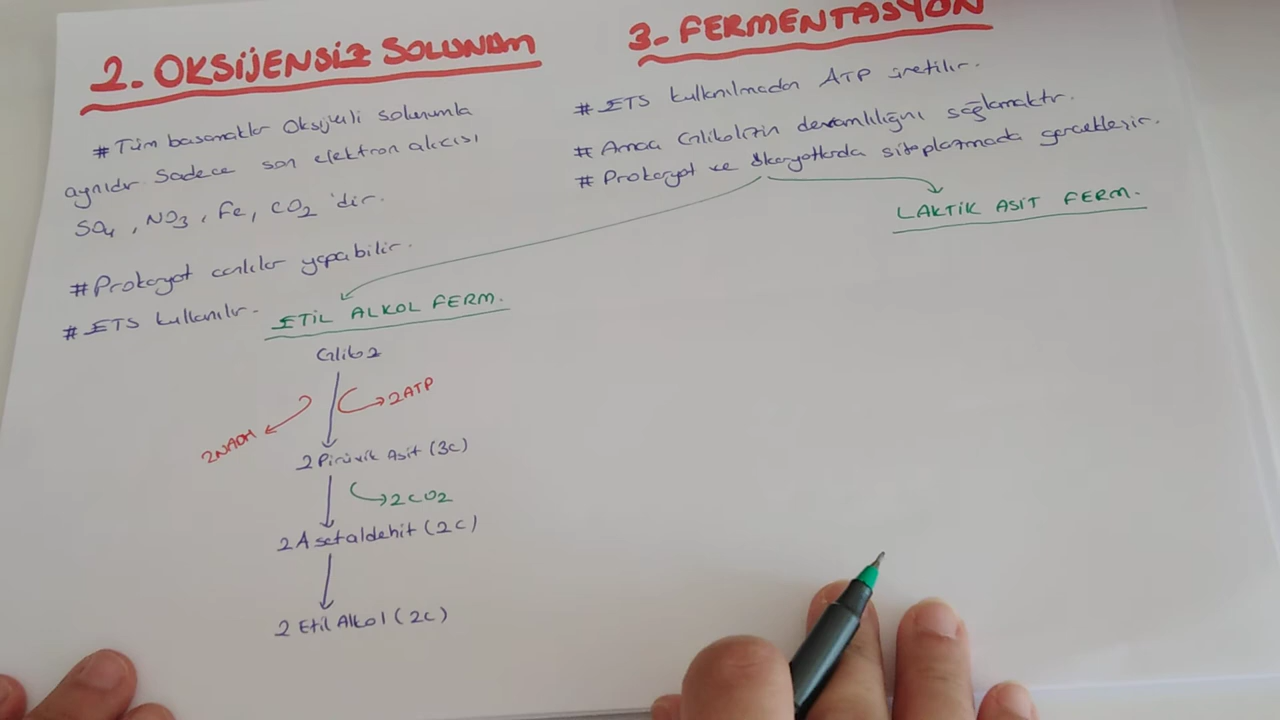 2. OKSİJENSİZ SOLUNUM
# Tüm basamaklar Oksijenli solunumla
aynıdır. Sadece son elektron alıcısı
SO4, NO3, Fe, CO2 'dir.
# Prokaryot canlılar yapabilir.
# ETS kullanılır.
3. FERMENTASYON
# ETS kullanılmadan ATP üretilir.
# Amaç Glikolizin devamlılığını sağlamaktır.
# Prokaryot ve ökaryotlarda sitoplazmada gerçekleşir.
ETİL ALKOL FERM.
LAKTİK ASİT FERM.
Glikoz
2ATP
2NADH
2 Pirüvik Asit (3c)
2CO2
2 Asetaldehit (2c)
2 Etil Alkol (2c)